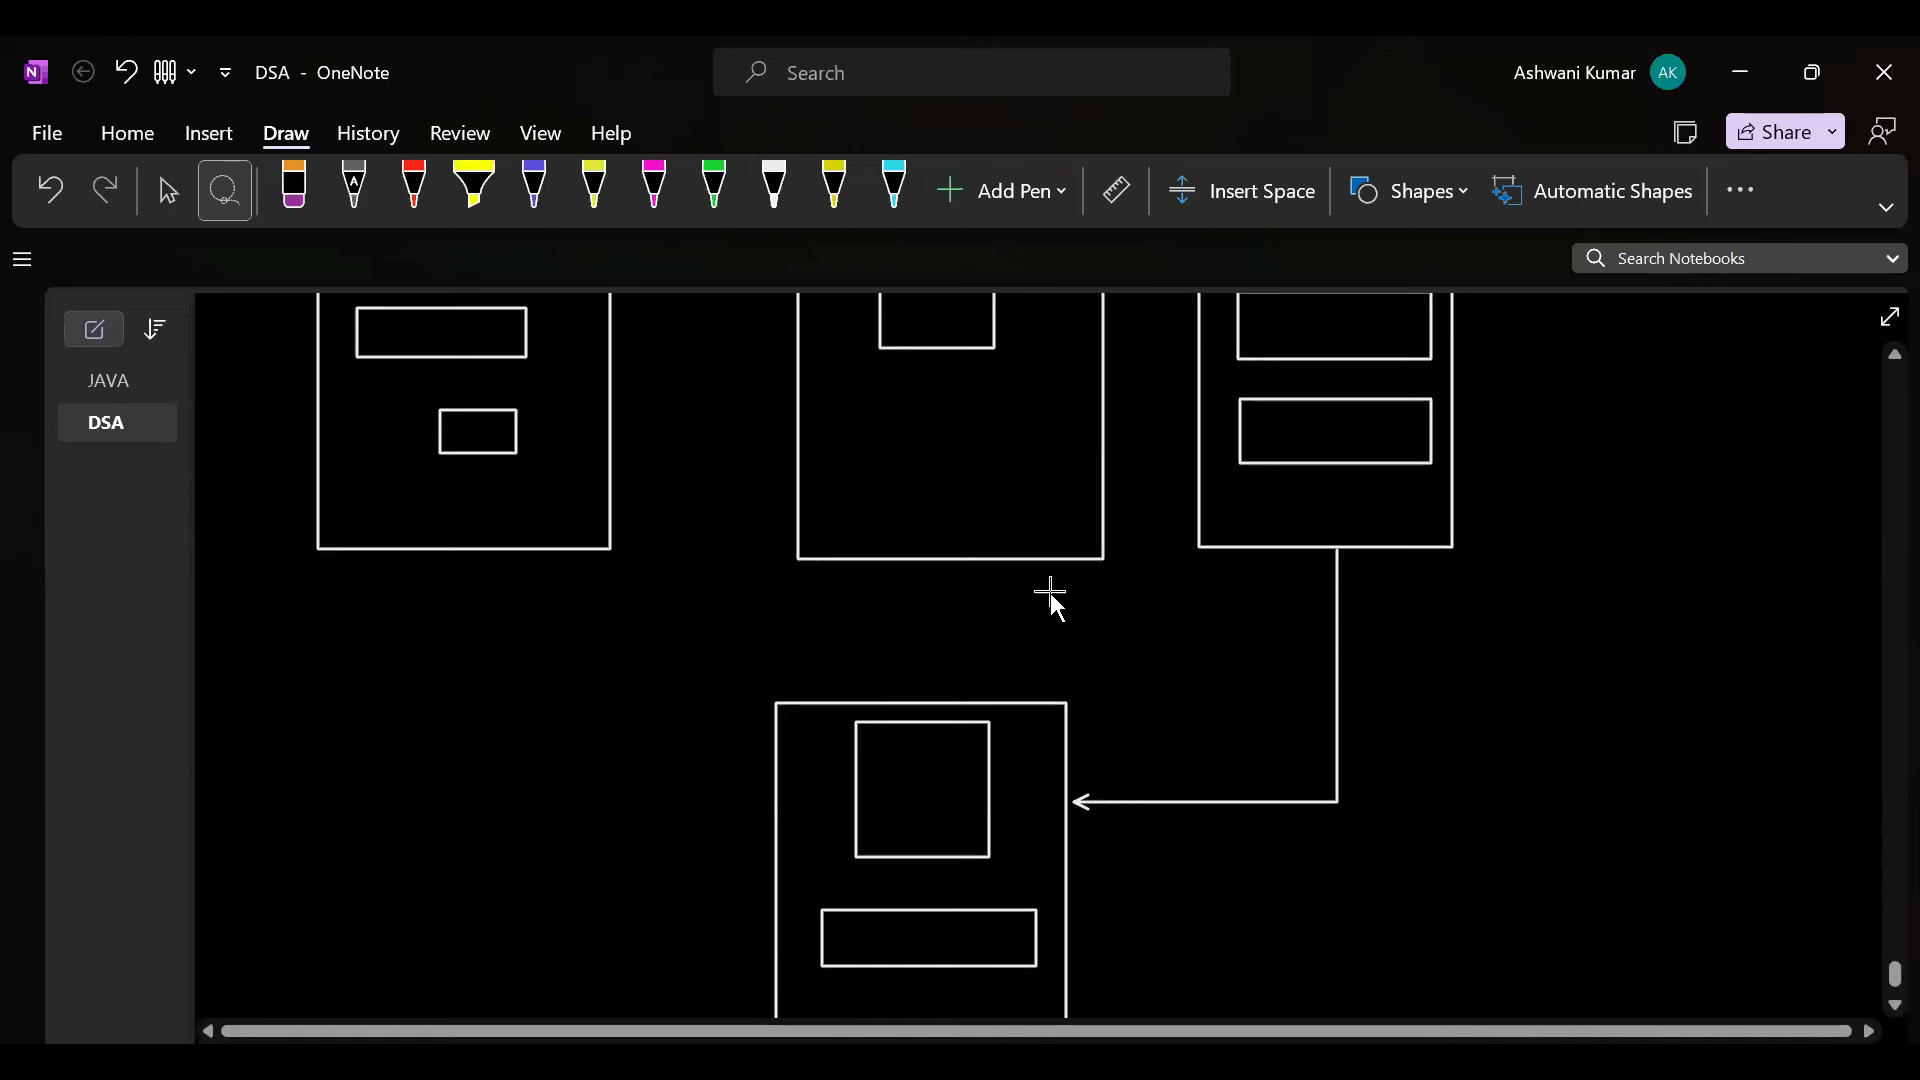 DSA - OneNote
Search
Ashwani Kumar AK
File Home Insert Draw History Review View Help
Share
A
Add Pen
Insert Space
Shapes
Automatic Shapes
Search Notebooks
JAVA
DSA